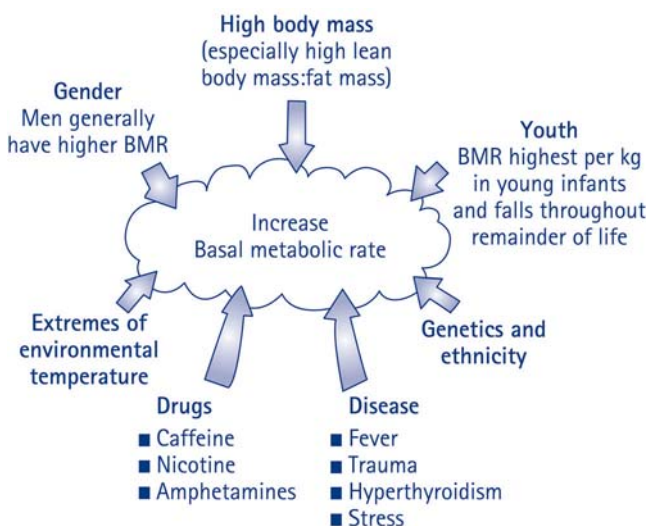 High body mass
(especially high lean
body mass:fat mass)
Gender
Men generally
have higher BMR
Youth
BMR highest per kg
in young infants
and falls throughout
remainder of life
Increase
Basal metabolic rate
Extremes of
environmental
temperature
Genetics and
ethnicity
Drugs
■ Caffeine
■ Nicotine
■ Amphetamines
Disease
■ Fever
■ Trauma
■ Hyperthyroidism
■ Stress